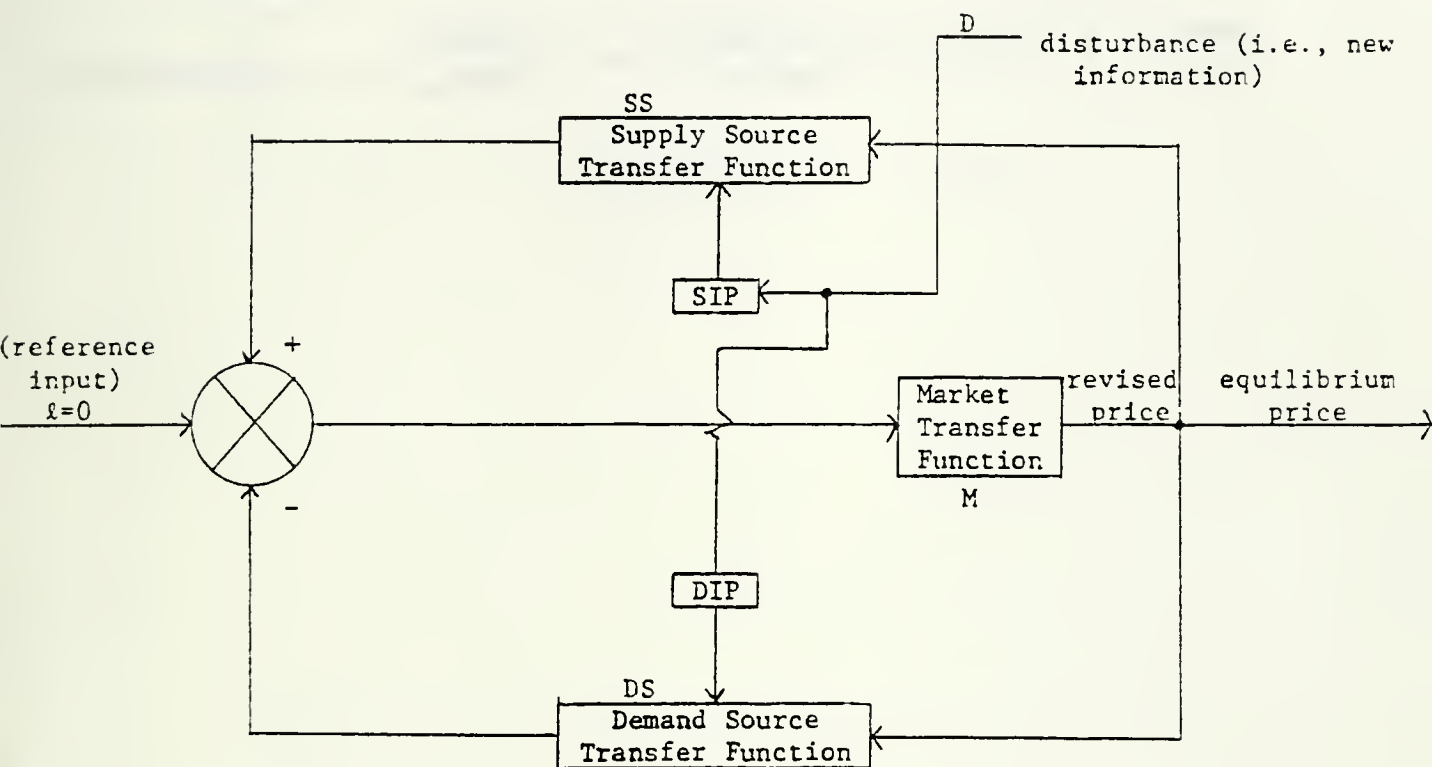 D
disturbance (i.e., new
information)
SS
Supply Source
Transfer Function
SIP
(reference
input)
ℓ=0
+
-
Market
Transfer
Function
M
revised
price
equilibrium
price
DIP
DS
Demand Source
Transfer Function